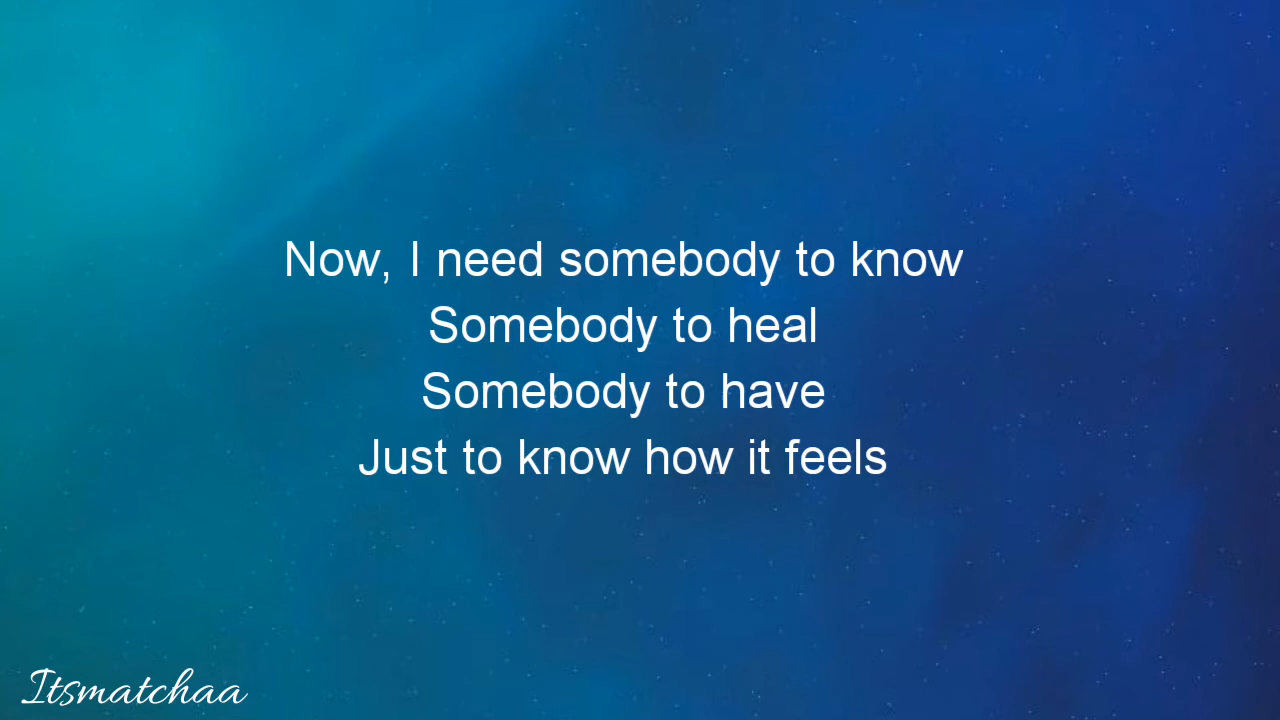 Now, I need somebody to know
Somebody to heal
Somebody to have
Just to know how it feels
Itsmatchaa